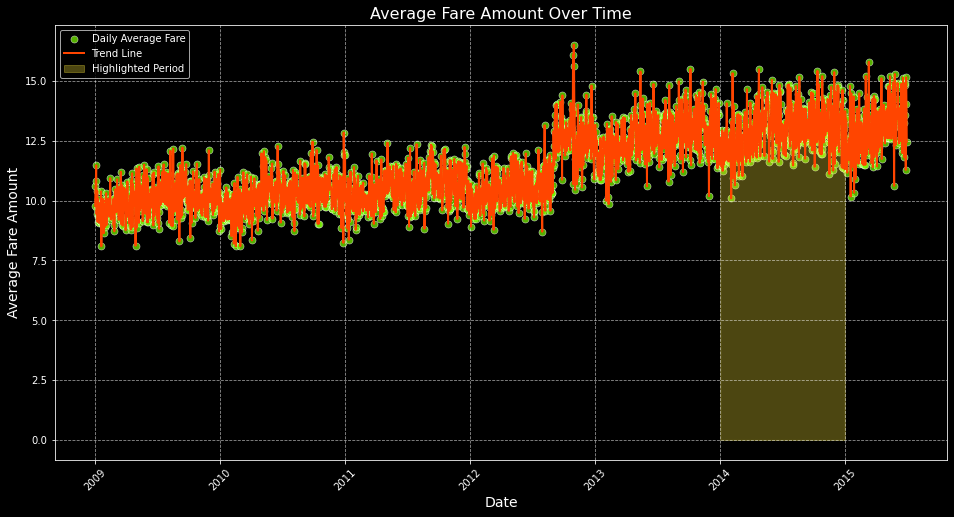 Average Fare Amount Over Time
Daily Average Fare
Trend Line
Highlighted Period
Average Fare Amount
15.0
12.5
10.0
7.5
5.0
2.5
0.0
2009
2010
2011
2012
2013
2014
2015
Date